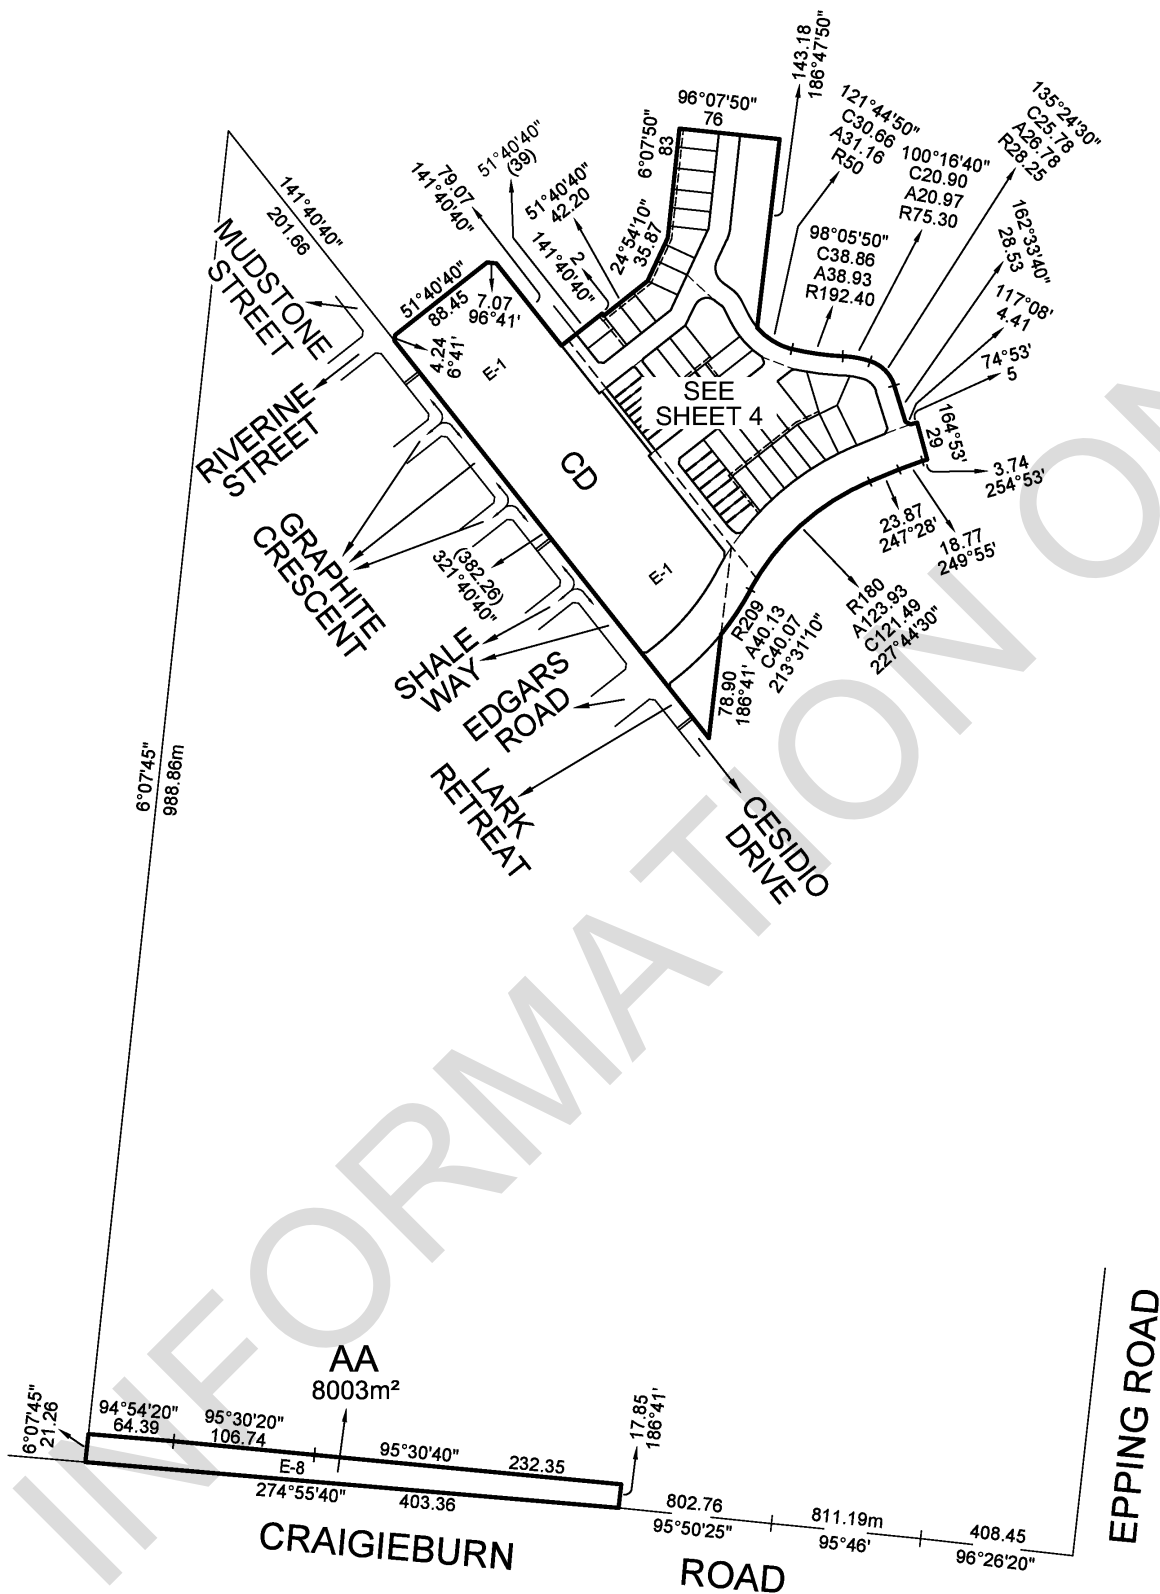 143.18
186°47'50"
96°07'50"
76
6°07'50"
83
121°44'50"
C30.66
A31.16
R50
135°24'30"
C25.78
A26.78
R28.25
100°16'40"
C20.90
A20.97
R75.30
98°05'50"
C38.86
A38.93
R192.40
162°33'40"
28.53
117°08'
4.41
74°53'
5
164°53'
29
3.74
254°53'
51°40'40"
(39)
79.07
141°40'40"
51°40'40"
42.20
2
141°40'40"
24°54'10"
35.87
141°40'40"
201.66
MUDSTONE
STREET
51°40'40"
88.45
7.07
96°41'
4.24
6°41'
E-1
SEE
SHEET 4
RIVERINE
STREET
CD
GRAPHITE
CRESCENT
(382.26)
321°40'40"
E-1
23.87
247°28'
18.77
249°55'
R180
A123.93
C121.49
227°44'30"
R209
A40.13
C40.07
213°31'10"
78.90
186°41'
SHALE
WAY
EDGARS
ROAD
LARK
RETREAT
CESIDIO
DRIVE
6°07'45"
988.86m
INFORMATION ON
AA
8003m²
6°07'45"
21.26
94°54'20"
64.39
95°30'20"
106.74
95°30'40"
232.35
17.85
186°41'
E-8
274°55'40"
403.36
802.76
95°50'25"
811.19m
95°46'
408.45
96°26'20"
CRAIGIEBURN
ROAD
EPPING ROAD